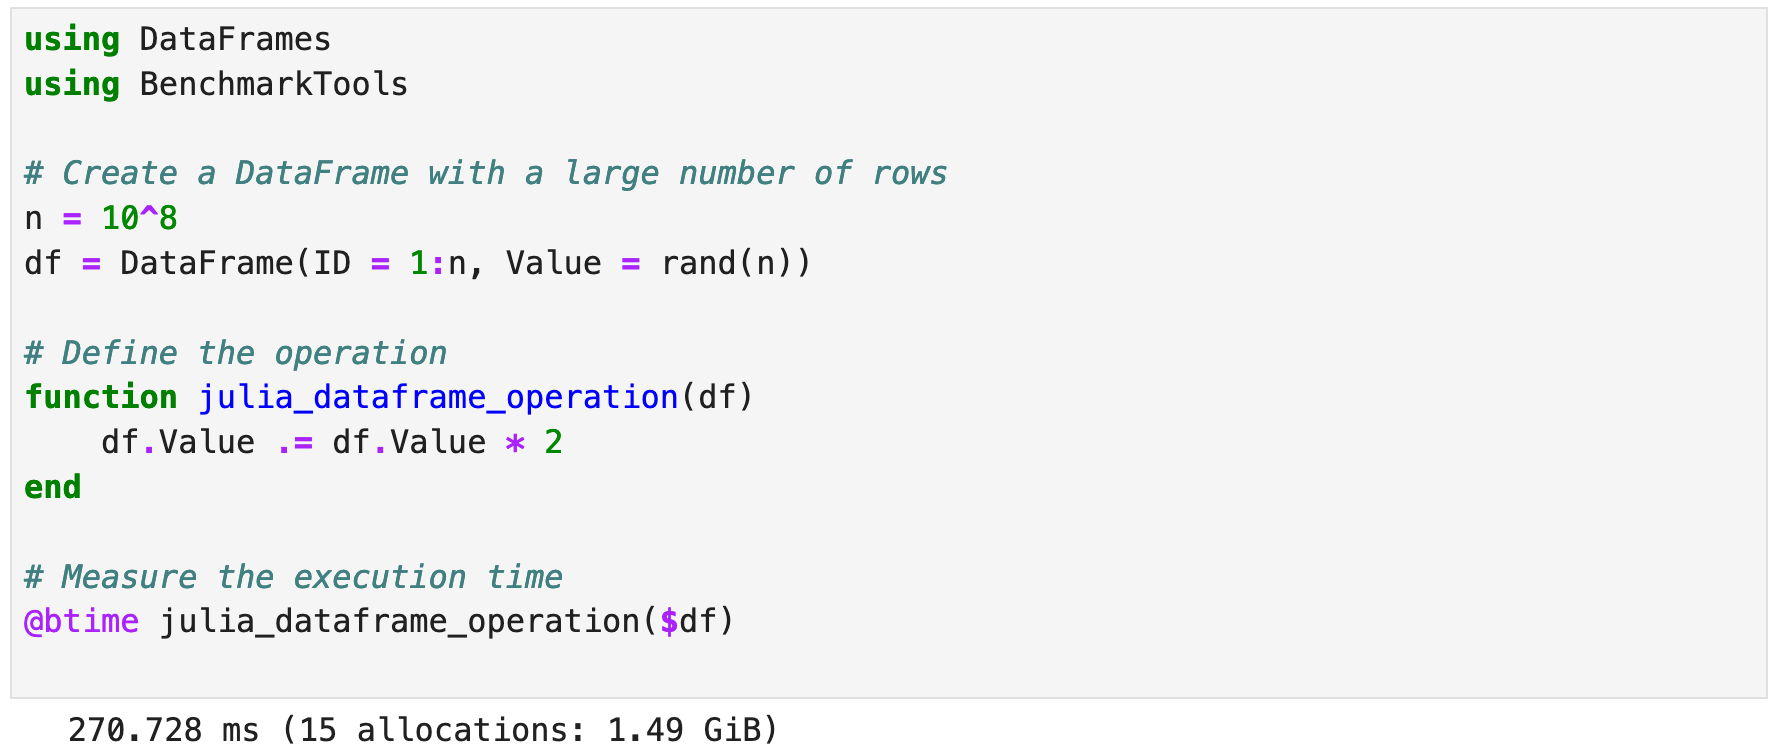 using DataFrames
using BenchmarkTools
# Create a DataFrame with a large number of rows
n = 10^8
df = DataFrame(ID = 1:n, Value = rand(n))
# Define the operation
function julia_dataframe_operation(df)
    df.Value .= df.Value * 2
end
# Measure the execution time
@btime julia_dataframe_operation($df)
270.728 ms (15 allocations: 1.49 GiB)